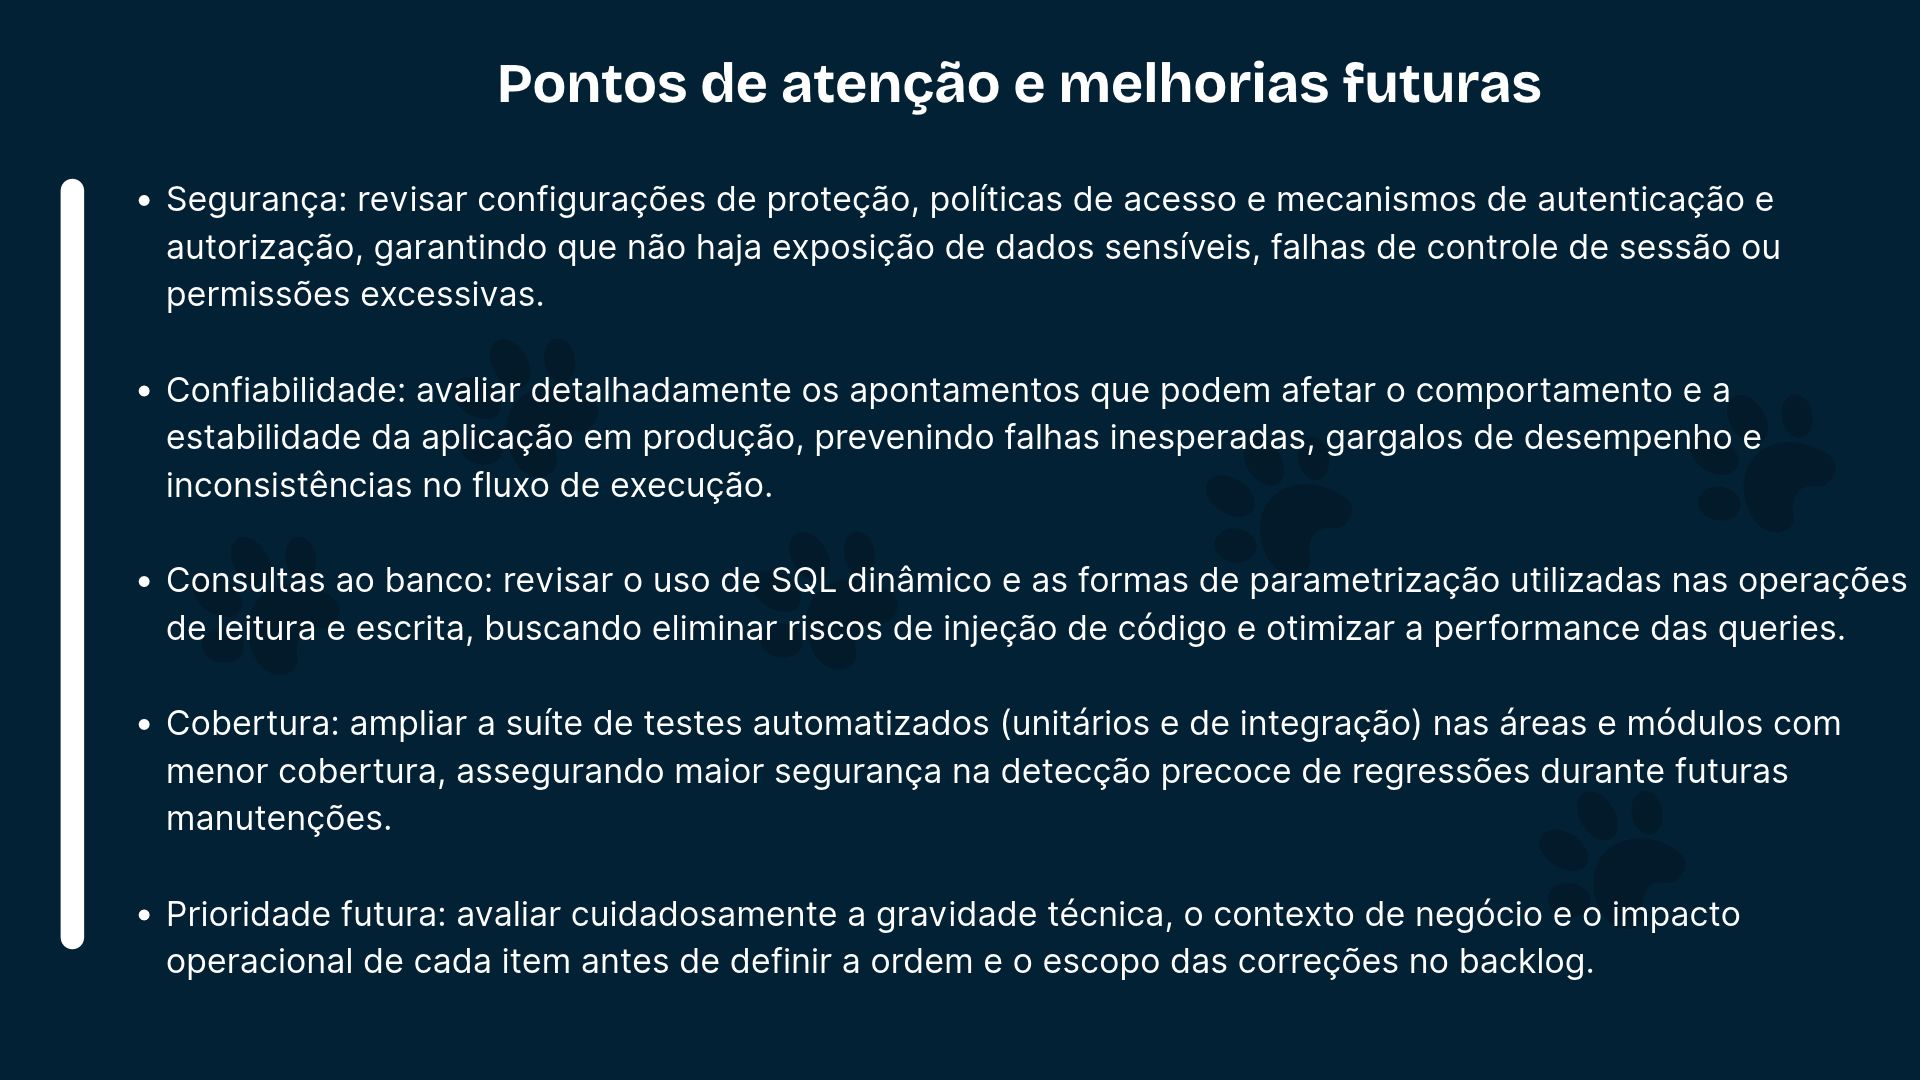 Pontos de atenção e melhorias futuras
• Segurança: revisar configurações de proteção, políticas de acesso e mecanismos de autenticação e
autorização, garantindo que não haja exposição de dados sensíveis, falhas de controle de sessão ou
permissões excessivas.
• Confiabilidade: avaliar detalhadamente os apontamentos que podem afetar o comportamento e a
estabilidade da aplicação em produção, prevenindo falhas inesperadas, gargalos de desempenho e
inconsistências no fluxo de execução.
• Consultas ao banco: revisar o uso de SQL dinâmico e as formas de parametrização utilizadas nas operações
de leitura e escrita, buscando eliminar riscos de injeção de código e otimizar a performance das queries.
• Cobertura: ampliar a suíte de testes automatizados (unitários e de integração) nas áreas e módulos com
menor cobertura, assegurando maior segurança na detecção precoce de regressões durante futuras
manutenções.
• Prioridade futura: avaliar cuidadosamente a gravidade técnica, o contexto de negócio e o impacto
operacional de cada item antes de definir a ordem e o escopo das correções no backlog.